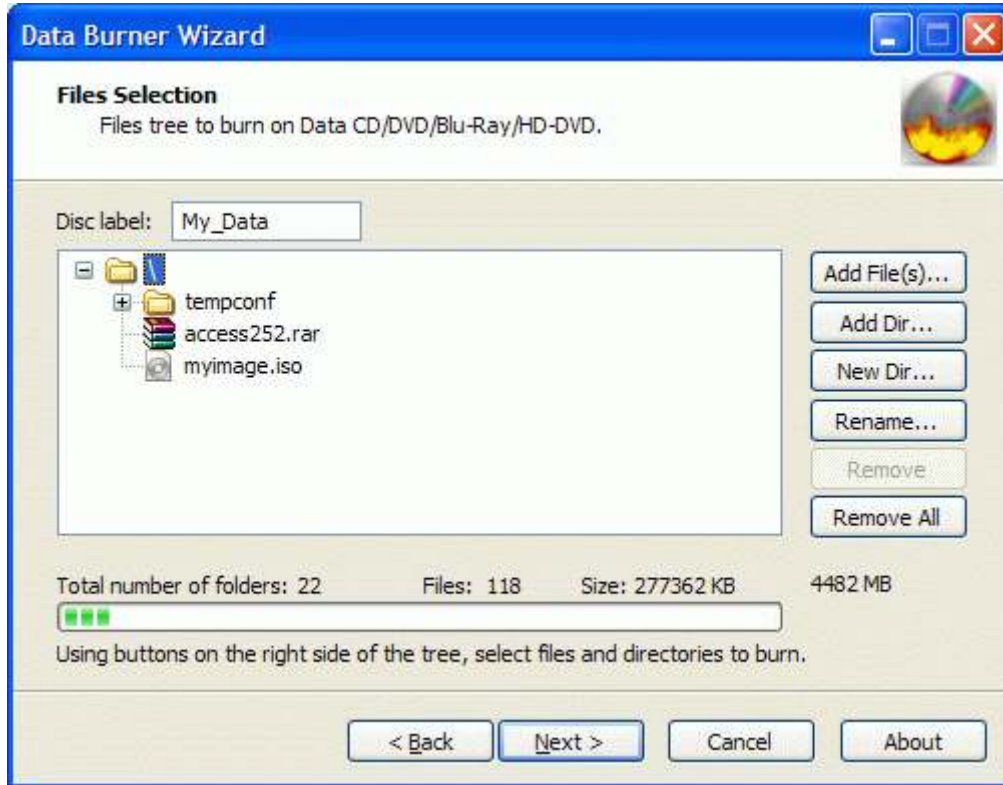 Data Burner Wizard
Files Selection
Files tree to burn on Data CD/DVD/Blu-Ray/HD-DVD.
Disc label: My_Data
\
tempconf
access252.rar
myimage.iso
Add File(s)...
Add Dir...
New Dir...
Rename...
Remove
Remove All
Total number of folders: 22 Files: 118 Size: 277362 KB 4482 MB
Using buttons on the right side of the tree, select files and directories to burn.
< Back Next > Cancel About